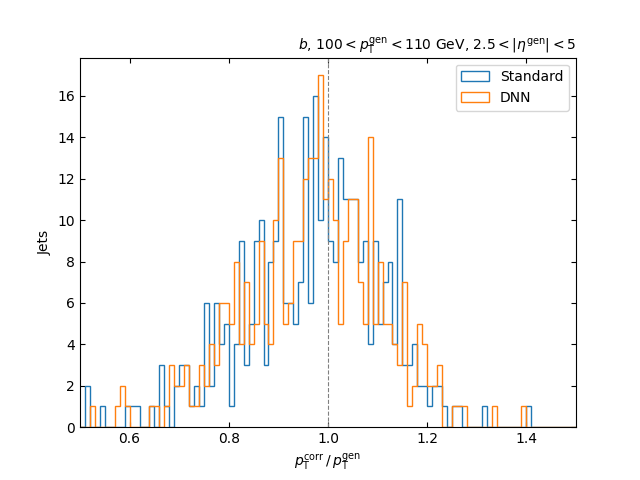 b, 100 < p_T^gen < 110 GeV, 2.5 < |η^gen| < 5
Standard
DNN
Jets
16
14
12
10
8
6
4
2
0
0.6 0.8 1.0 1.2 1.4
p_T^corr / p_T^gen